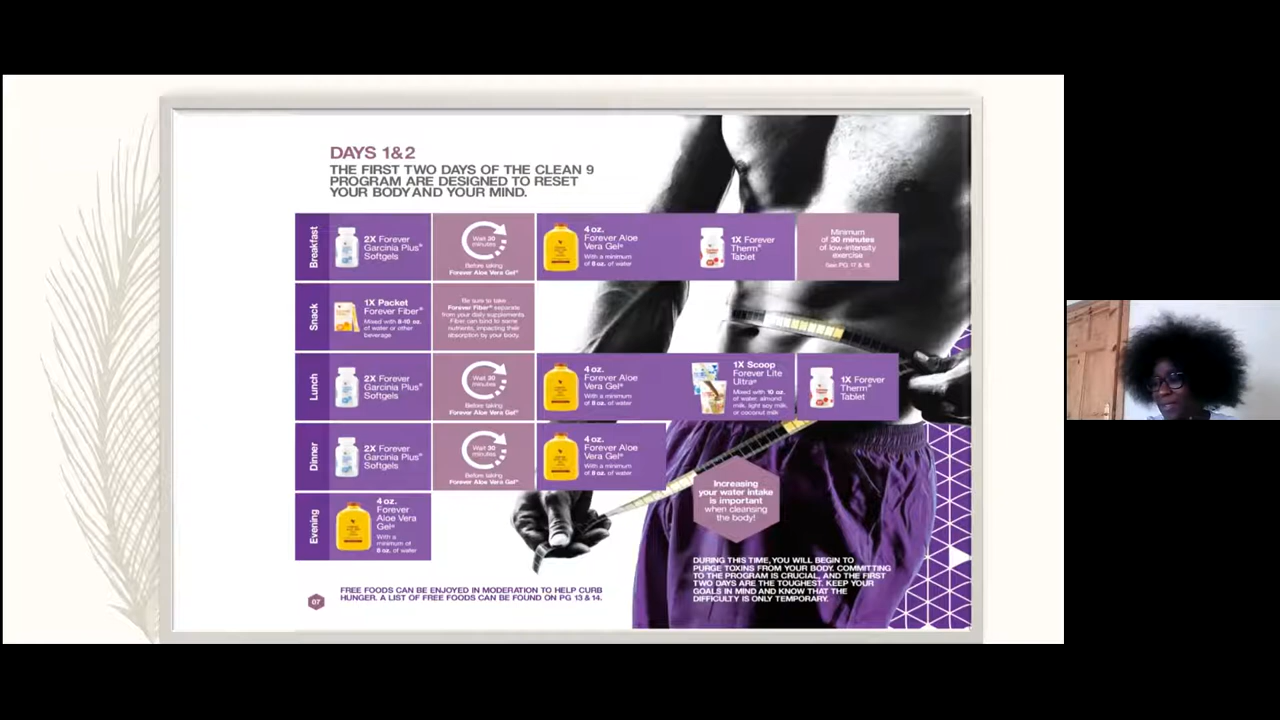 DAYS 1&2
THE FIRST TWO DAYS OF THE CLEAN 9
PROGRAM ARE DESIGNED TO RESET
YOUR BODY AND YOUR MIND.
Breakfast
2X Forever
Garcinia Plus®
Softgels
Wait 30
minutes
Before taking
Forever Aloe Vera Gel®
4 oz.
Forever Aloe
Vera Gel®
With a minimum
of 8 oz. of water
1X Forever
Therm®
Tablet
Minimum
of 30 minutes
of low-intensity
exercise
See PG 17 & 18
Snack
1X Packet
Forever Fiber®
Mixed with 8-10 oz.
of water or other
beverage
Be sure to take
Forever Fiber® separate
from your daily supplements
Fiber can bind to some
nutrients, impacting their
absorption by your body.
Lunch
2X Forever
Garcinia Plus®
Softgels
Wait 30
minutes
Before taking
Forever Aloe Vera Gel®
4 oz.
Forever Aloe
Vera Gel®
With a minimum
of 8 oz. of water
1X Scoop
Forever Lite
Ultra®
Mixed with 10 oz.
of water, almond
milk, light soy milk,
or coconut milk
1X Forever
Therm®
Tablet
Dinner
2X Forever
Garcinia Plus®
Softgels
Wait 30
minutes
Before taking
Forever Aloe Vera Gel®
4 oz.
Forever Aloe
Vera Gel®
With a minimum
of 8 oz. of water
Evening
4 oz.
Forever
Aloe Vera
Gel®
With a
minimum of
8 oz. of water
Increasing
your water intake
is important
when cleansing
the body!
DURING THIS TIME, YOU WILL BEGIN TO
PURGE TOXINS FROM YOUR BODY. COMMITTING
TO THE PROGRAM IS CRUCIAL, AND THE FIRST
TWO DAYS ARE THE TOUGHEST. KEEP YOUR
GOALS IN MIND AND KNOW THAT THE
DIFFICULTY IS ONLY TEMPORARY.
07
FREE FOODS CAN BE ENJOYED IN MODERATION TO HELP CURB
HUNGER. A LIST OF FREE FOODS CAN BE FOUND ON PG 13 & 14.